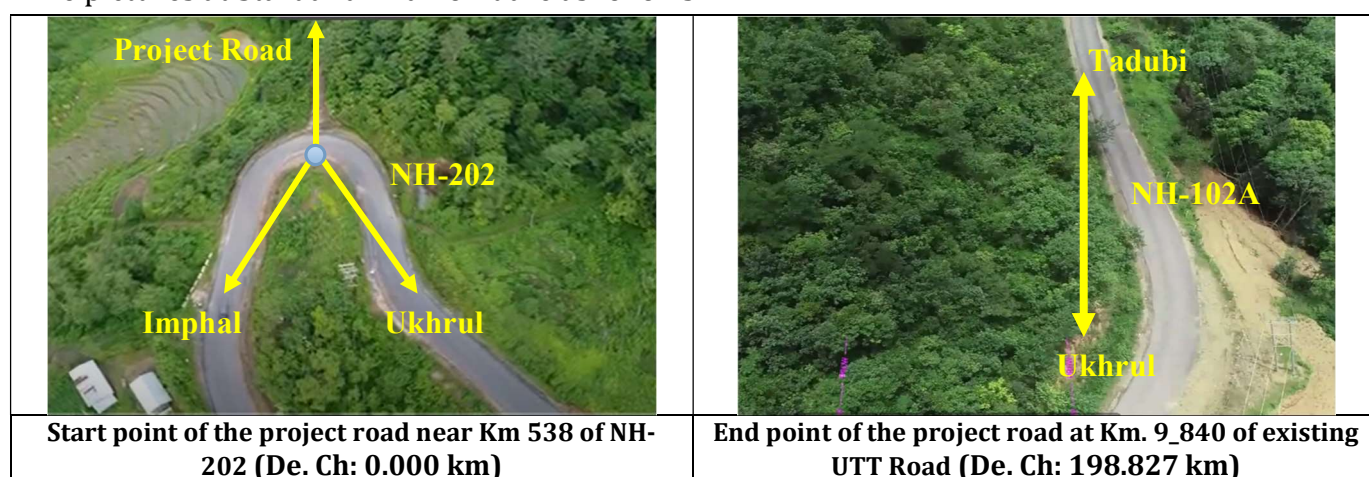 Project Road
NH-202
Imphal
Ukhrul
Tadubi
NH-102A
Ukhrul
Start point of the project road near Km 538 of NH-
202 (De. Ch: 0.000 km)
End point of the project road at Km. 9_840 of existing
UTT Road (De. Ch: 198.827 km)